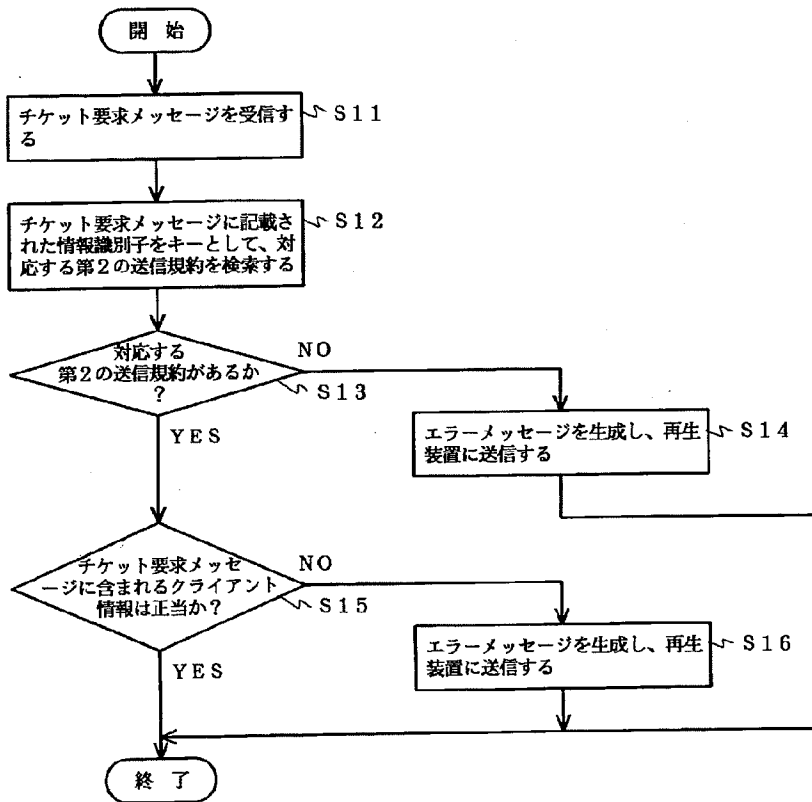 開 始
チケット要求メッセージを受信す
る
S11
チケット要求メッセージに記載され
た情報識別子をキーとして、対
応する第2の送信規約を検索する
S12
対応する
第2の送信規約があるか
?
S13
NO
YES
エラーメッセージを生成し、再生
装置に送信する
S14
チケット要求メッセ
ージに含まれるクライアント
情報は正当か?
S15
NO
YES
エラーメッセージを生成し、再生
装置に送信する
S16
終 了